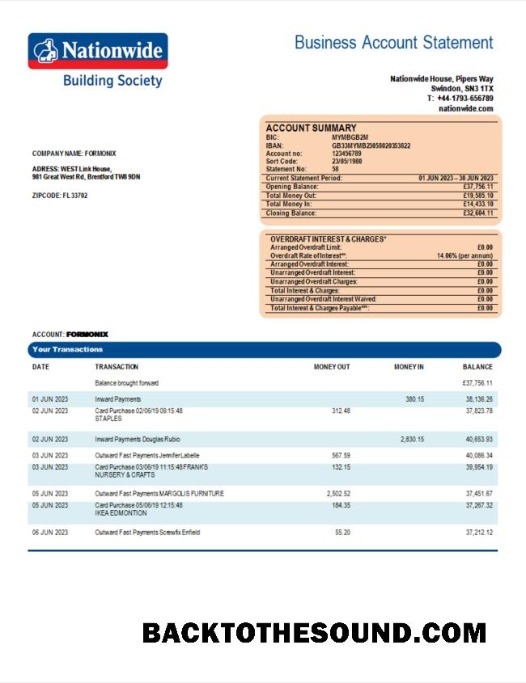 Nationwide
Building Society
Business Account Statement
Nationwide House, Pipers Way
Swindon, SN3 1TX
T: +44-1793-656789
nationwide.com
COMPANY NAME: FORMONIX
ADRESS: WEST Link House,
981 Great West Rd, Brentford TW8 9DN
ZIPCODE: FL 33702
ACCOUNT SUMMARY
BIC: MYMBGB2M
IBAN:
Account no: 123456789
Sort Code: 23/05/1980
Statement No: 58
Current Statement Period: 01 JUN 2023 – 30 JUN 2023
Opening Balance: £37,756.11
Total Money Out: £19,585.10
Total Money In: £14,433.10
Closing Balance: £32,604.11
OVERDRAFT INTEREST & CHARGES*
Arranged Overdraft Limit: £0.00
Overdraft Rate of Interest**: 14.06% (per annum)
Arranged Overdraft Interest: £0.00
Unarranged Overdraft Interest: £0.00
Unarranged Overdraft Charges: £0.00
Total Interest & Charges: £0.00
Unarranged Overdraft Interest Waived: £0.00
Total Interest & Charges Payable***: £0.00
ACCOUNT: FORMONIX
Your Transactions
DATE TRANSACTION MONEY OUT MONEY IN BALANCE
Balance brought forward £37,756.11
01 JUN 2023 Inward Payments 380.15 38,136.26
02 JUN 2023 Card Purchase 02/06/19 09:15:48 312.48 37,823.78
STAPLES
02 JUN 2023 Inward Payments Douglas Rubio 2,830.15 40,653.93
03 JUN 2023 Outward Fast Payments Jennifer Labelle 567.59 40,086.34
03 JUN 2023 Card Purchase 03/06/19 11:15:48 FRANK'S 132.15 39,954.19
NURSERY & CRAFTS
05 JUN 2023 Outward Fast Payments MARGOLIS FURNITURE 2,502.52 37,451.67
05 JUN 2023 Card Purchase 05/06/19 12:15:48 184.35 37,267.32
IKEA EDMONTION
06 JUN 2023 Outward Fast Payments Screwfix Enfield 55.20 37,212.12
BACKTOTHESOUND.COM